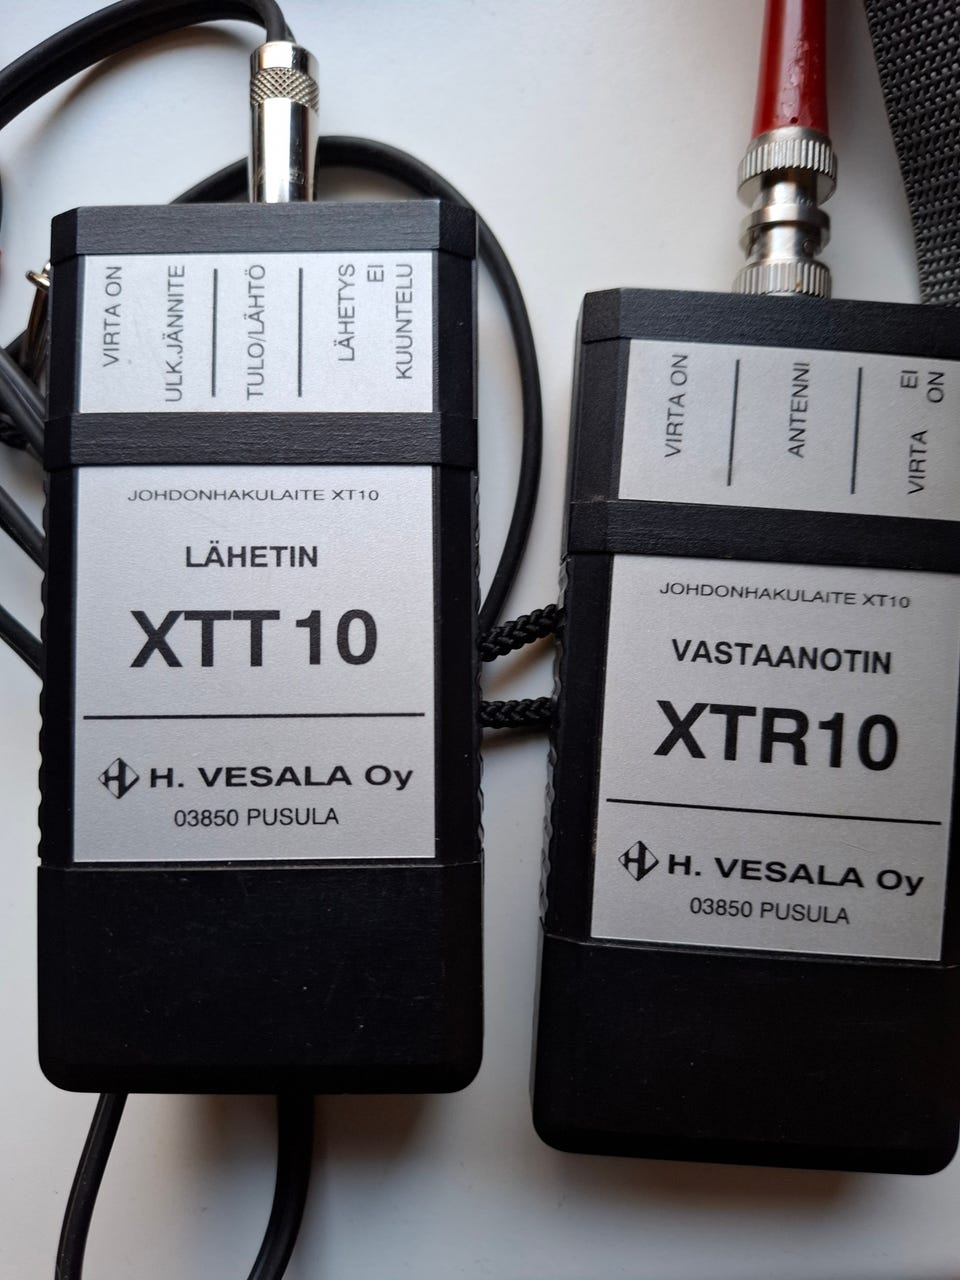 VIRTA ON
ULK.JÄNNITE
TULO/LÄHTÖ
LÄHETYS
EI
KUUNTELU
JOHDONHAKULAITE XT10
LÄHETIN
XTT 10
H. VESALA Oy
03850 PUSULA
VIRTA ON
ANTENNI
EI
VIRTA ON
JOHDONHAKULAITE XT10
VASTAANOTIN
XTR10
H. VESALA Oy
03850 PUSULA